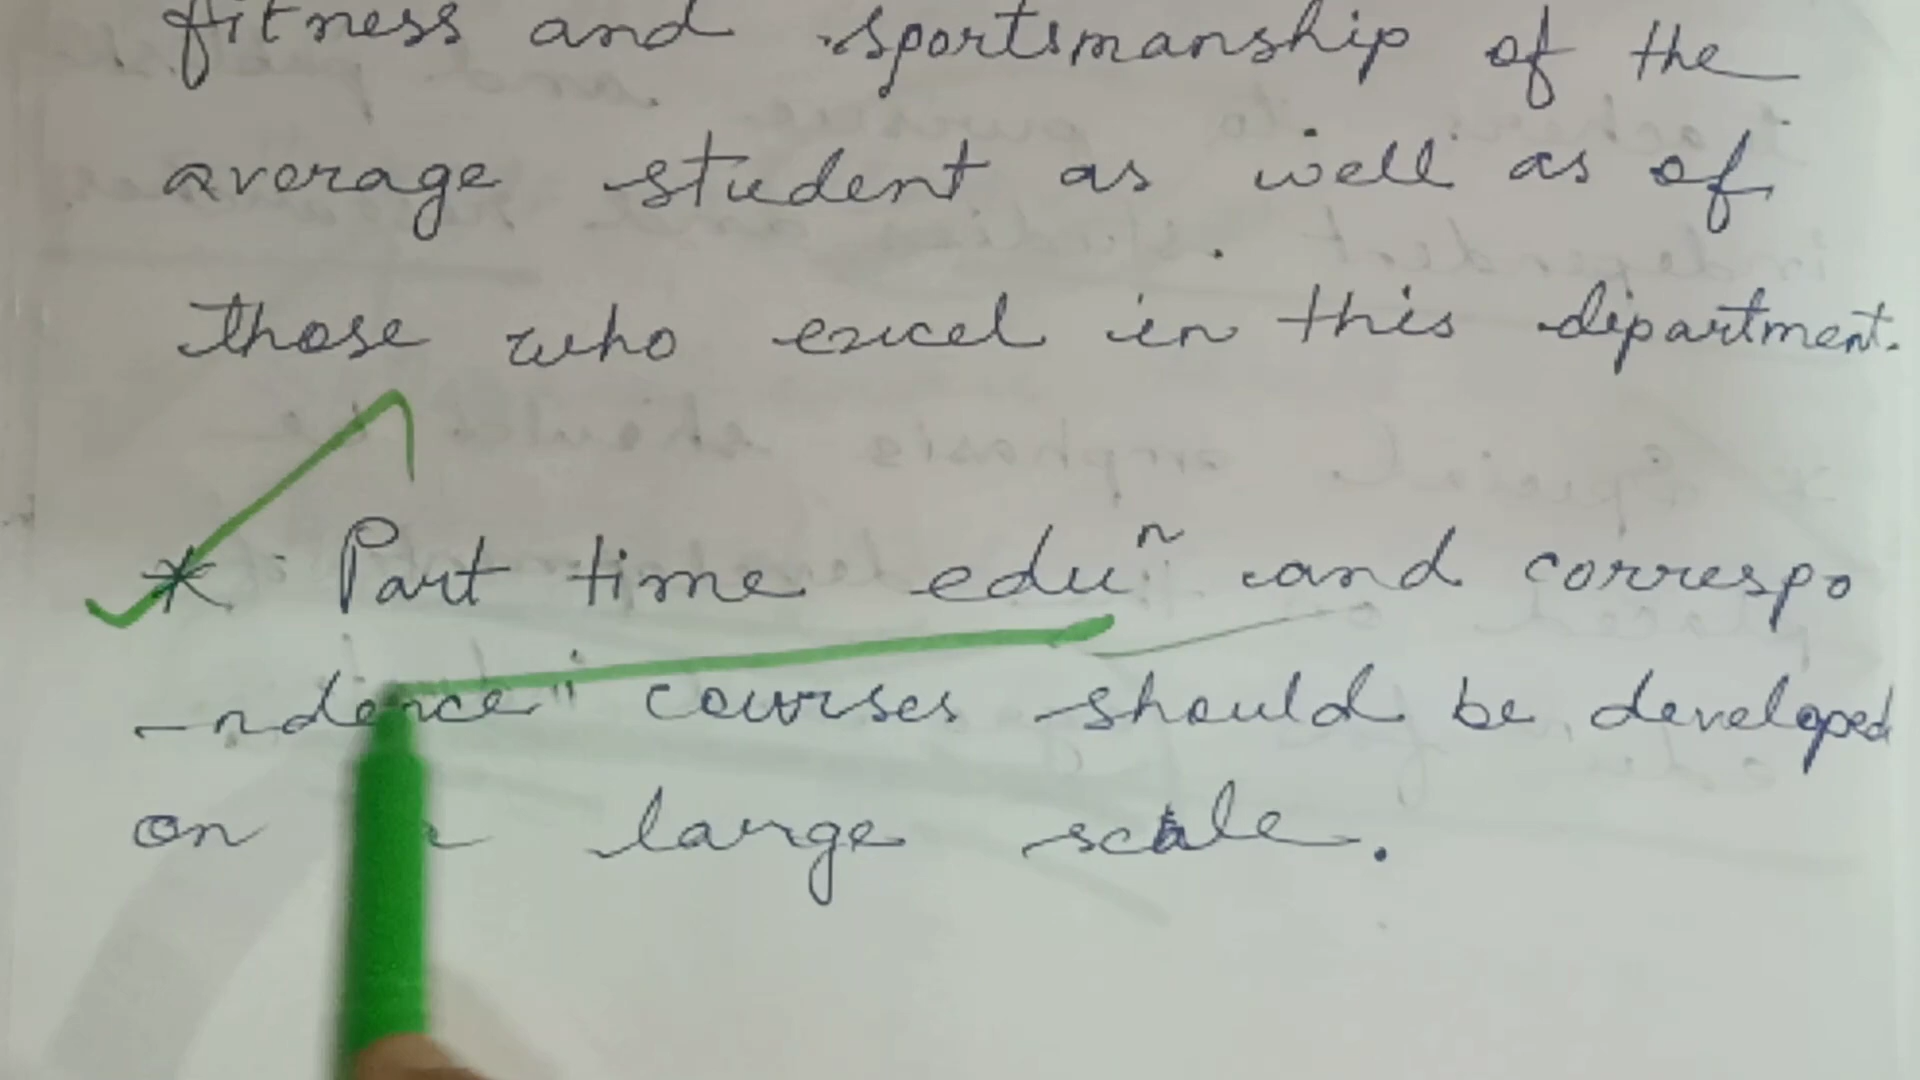 fitness and sportsmanship of the
average student as well as of
those who excel in this department.
* Part time eduⁿ and correspo
-ndence" courses should be developed
on a large scale.